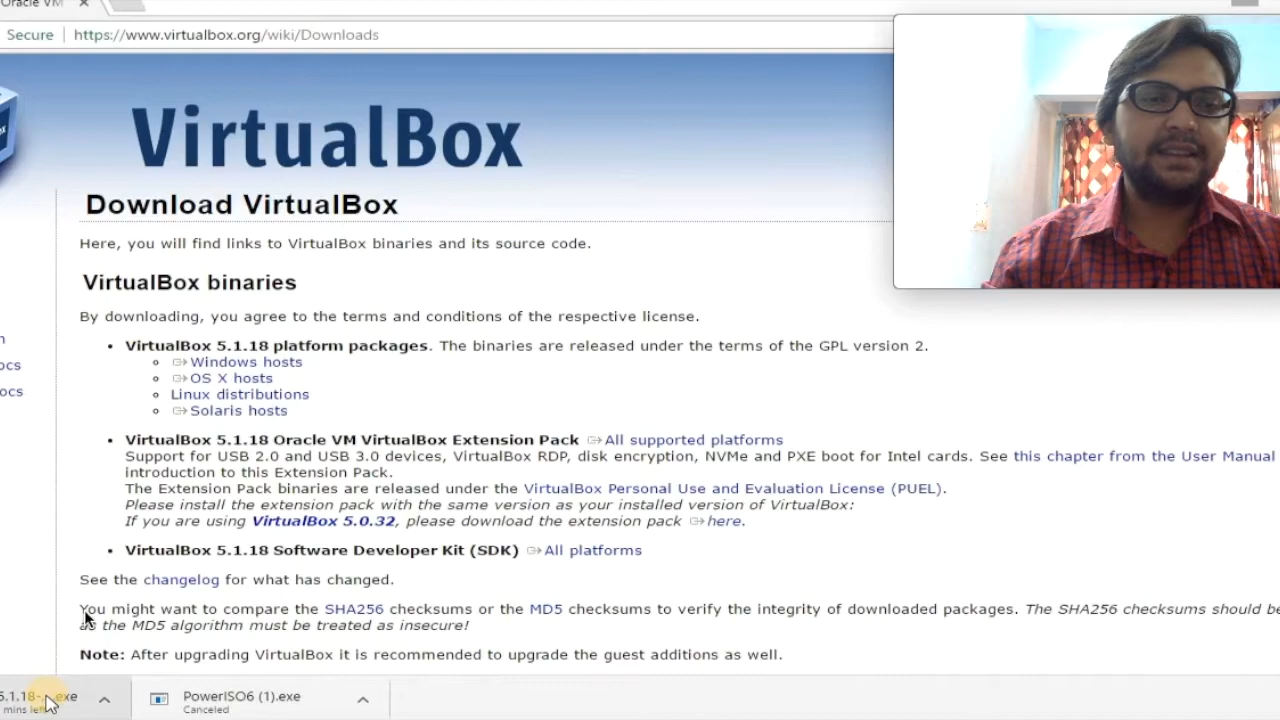 Oracle VM
Secure | https://www.virtualbox.org/wiki/Downloads
VirtualBox
Download VirtualBox
Here, you will find links to VirtualBox binaries and its source code.
VirtualBox binaries
By downloading, you agree to the terms and conditions of the respective license.
VirtualBox 5.1.18 platform packages. The binaries are released under the terms of the GPL version 2.
Windows hosts
OS X hosts
Linux distributions
Solaris hosts
VirtualBox 5.1.18 Oracle VM VirtualBox Extension Pack All supported platforms
Support for USB 2.0 and USB 3.0 devices, VirtualBox RDP, disk encryption, NVMe and PXE boot for Intel cards. See this chapter from the User Manual
introduction to this Extension Pack.
The Extension Pack binaries are released under the VirtualBox Personal Use and Evaluation License (PUEL).
Please install the extension pack with the same version as your installed version of VirtualBox:
If you are using VirtualBox 5.0.32, please download the extension pack here.
VirtualBox 5.1.18 Software Developer Kit (SDK) All platforms
See the changelog for what has changed.
You might want to compare the SHA256 checksums or the MD5 checksums to verify the integrity of downloaded packages. The SHA256 checksums should be
as the MD5 algorithm must be treated as insecure!
Note: After upgrading VirtualBox it is recommended to upgrade the guest additions as well.
5.1.18-....exe
mins left
PowerISO6 (1).exe
Canceled